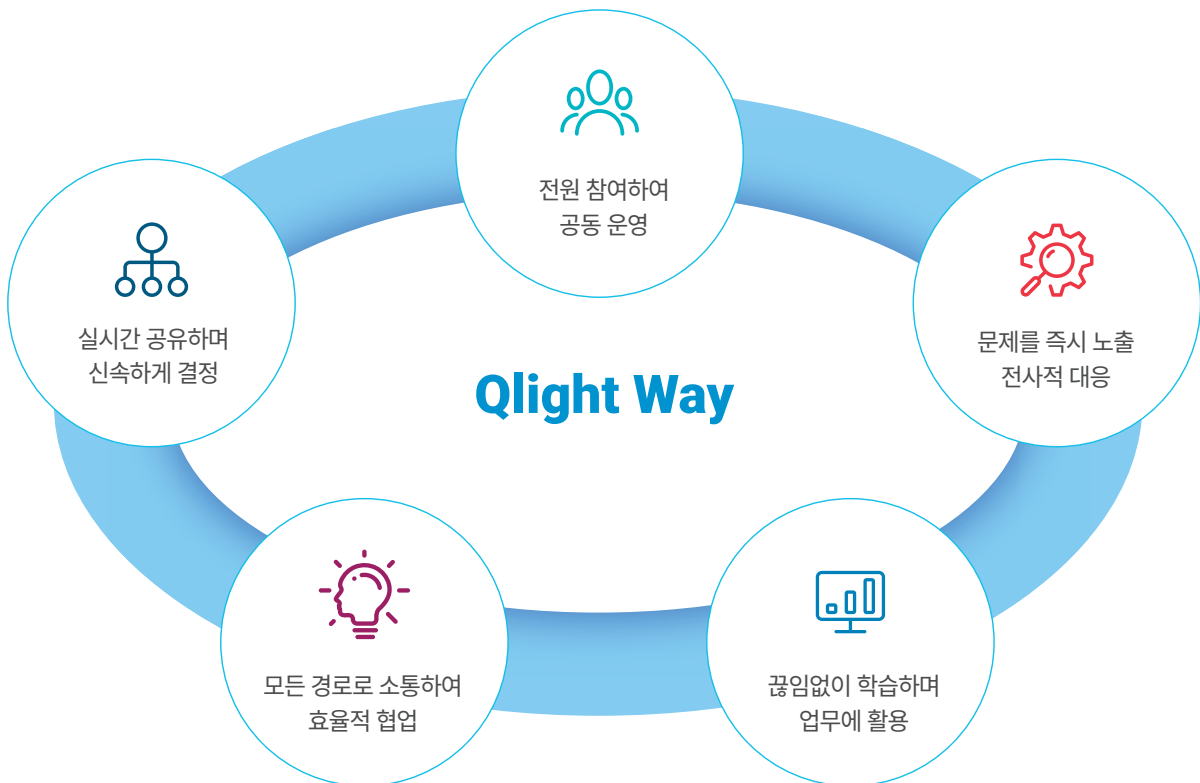 전원 참여하여
공동 운영
실시간 공유하며
신속하게 결정
문제를 즉시 노출
전사적 대응
Qlight Way
모든 경로로 소통하여
효율적 협업
끊임없이 학습하며
업무에 활용